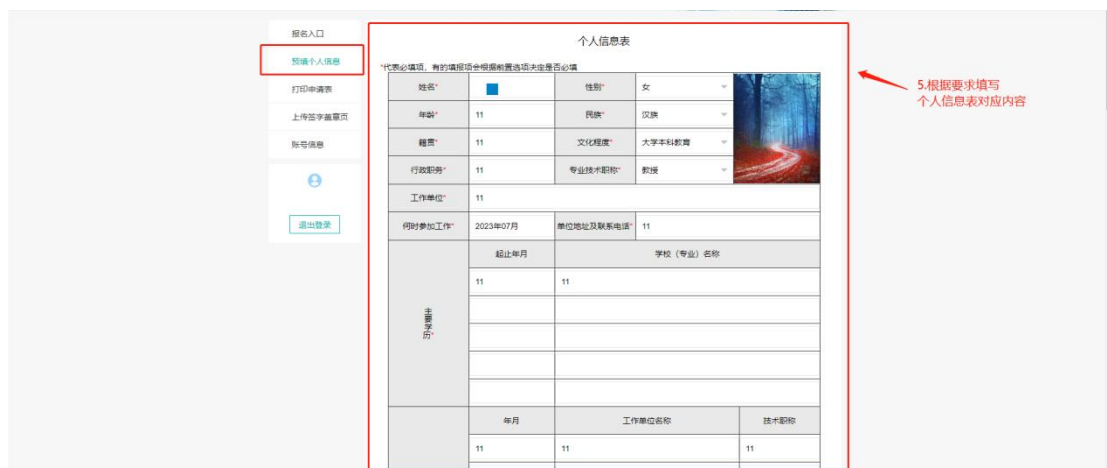 报名入口
预填个人信息
打印申请表
上传签字盖章页
账号信息
退出登录
个人信息表
*代表必填项，有的填报项会根据前置选项决定是否必填
姓名* 性别* 女
年龄* 11 民族* 汉族
籍贯* 11 文化程度* 大学本科教育
行政职务* 11 专业技术职称* 教授
工作单位* 11
何时参加工作* 2023年07月 单位地址及联系电话* 11
主要学历*
起止年月 学校（专业）名称
11 11
年月 工作单位名称 技术职称
11 11 11
5.根据要求填写
个人信息表对应内容